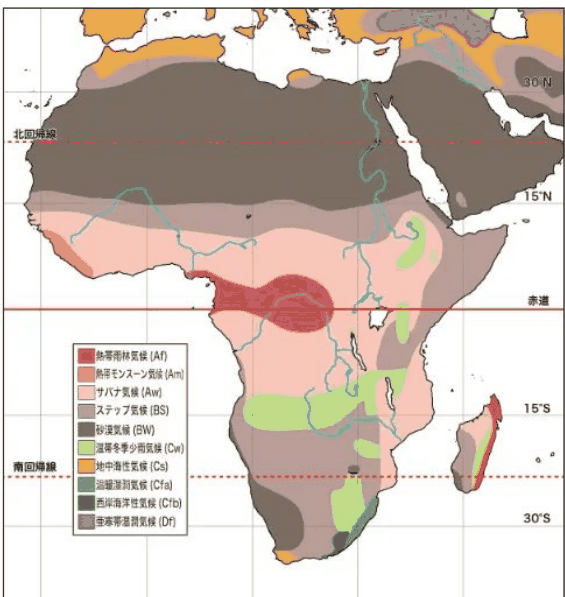 30°N
北回帰線
15°N
赤道
熱帯雨林気候 (Af)
熱帯モンスーン気候 (Am)
サバナ気候 (Aw)
ステップ気候 (BS)
砂漠気候 (BW)
温帯冬季少雨気候 (Cw)
地中海性気候 (Cs)
温暖湿潤気候 (Cfa)
西岸海洋性気候 (Cfb)
亜寒帯湿潤気候 (Df)
15°S
南回帰線
30°S